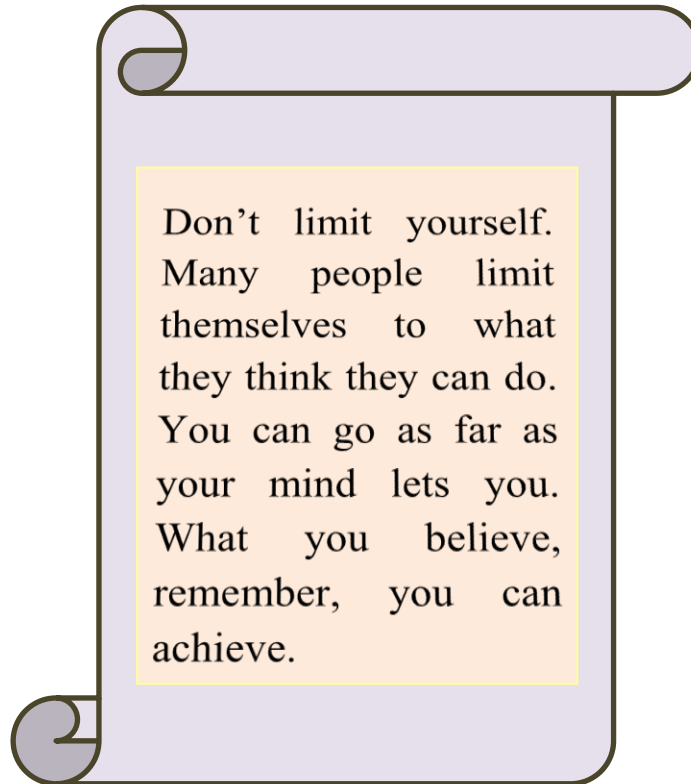 Don’t limit yourself.
Many people limit
themselves to what
they think they can do.
You can go as far as
your mind lets you.
What you believe,
remember, you can
achieve.